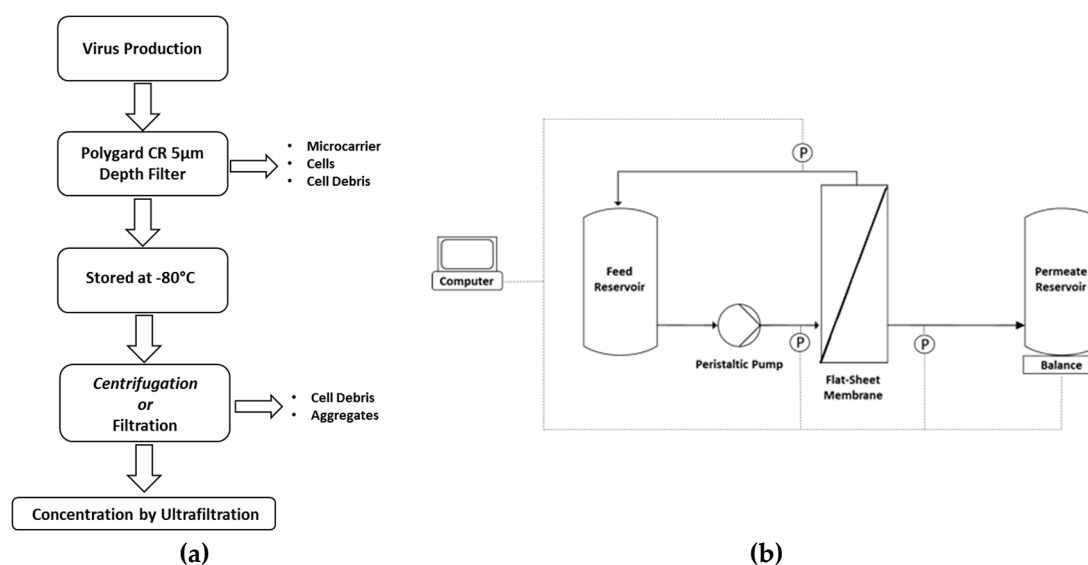 Virus Production
Polygard CR 5µm
Depth Filter
• Microcarrier
• Cells
• Cell Debris
Stored at -80°C
Centrifugation
or
Filtration
• Cell Debris
• Aggregates
Concentration by Ultrafiltration
(a)
P
Computer
Feed
Reservoir
Peristaltic Pump
P
Flat-Sheet
Membrane
P
Permeate
Reservoir
Balance
(b)